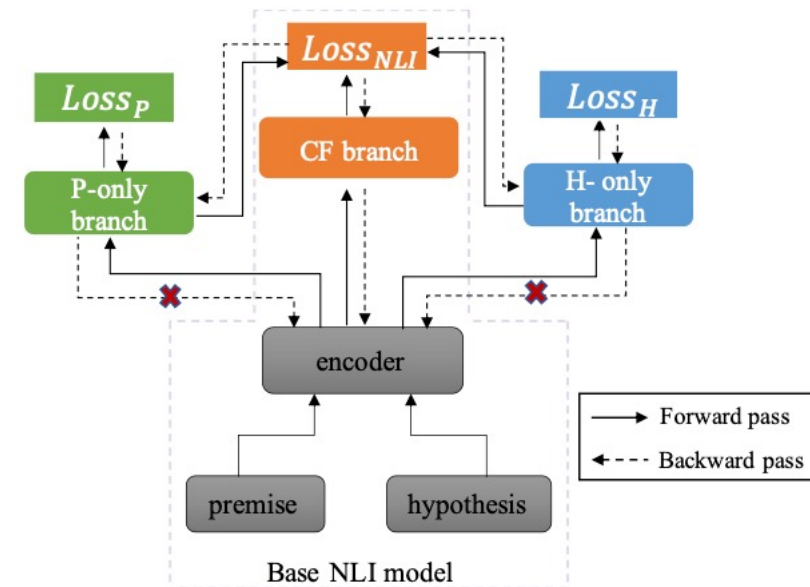 Loss_NLI
Loss_P
Loss_H
CF branch
P-only
branch
H- only
branch
encoder
Forward pass
Backward pass
premise
hypothesis
Base NLI model